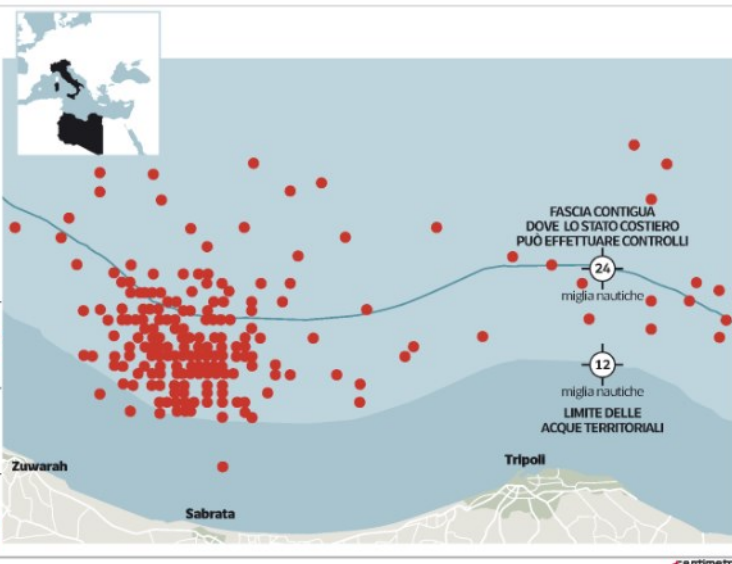 FASCIA CONTIGUA
DOVE LO STATO COSTIERO
PUÒ EFFETTUARE CONTROLLI
24
miglia nautiche
12
miglia nautiche
LIMITE DELLE
ACQUE TERRITORIALI
Zuwarah
Tripoli
Sabrata